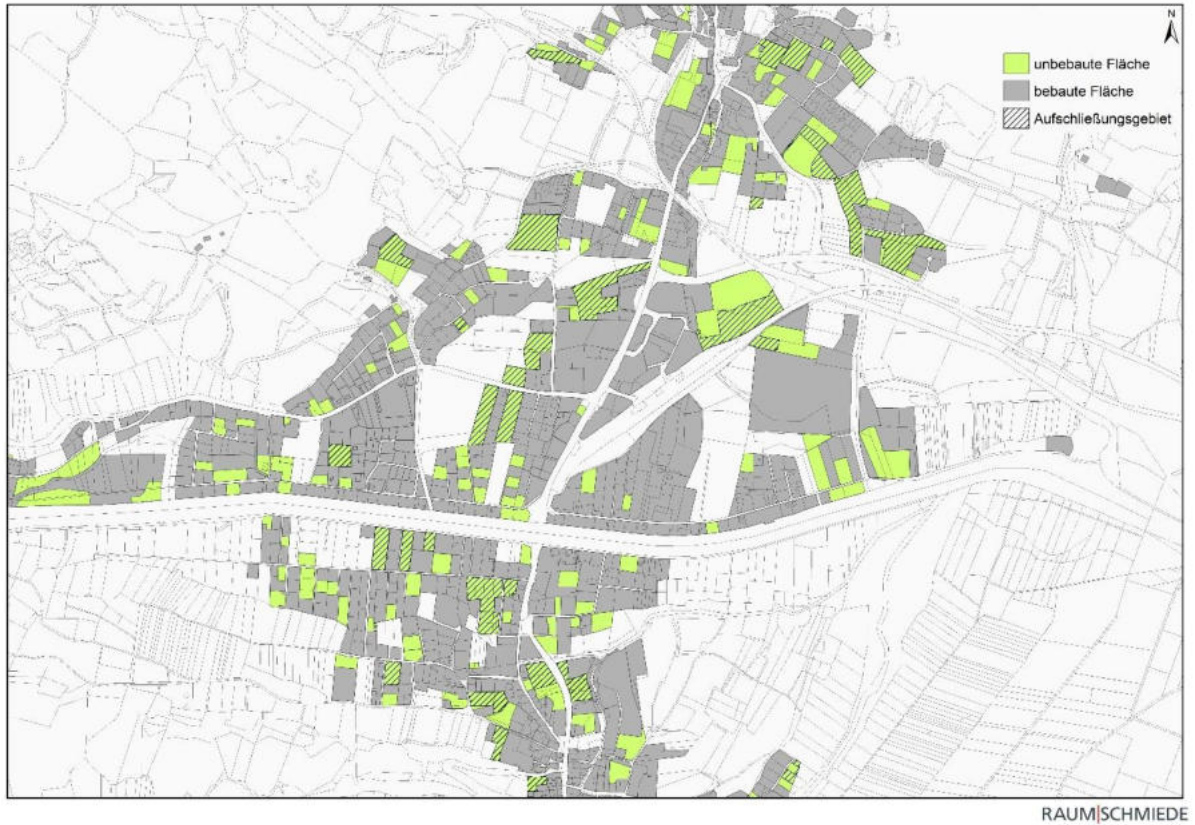 N
unbebaute Fläche
bebaute Fläche
Aufschließungsgebiet
RAUM|SCHMIEDE